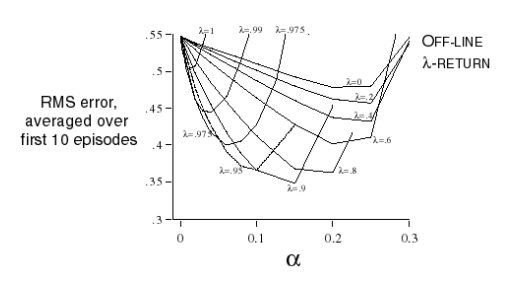 .55
λ=1
λ=.99
λ=.975
OFF-LINE
λ-RETURN
.5
λ=0
λ=.2
RMS error,
averaged over
first 10 episodes
.45
λ=.4
λ=.975
.4
λ=.6
λ=.95
λ=.8
.35
λ=.9
.3
0
0.1
0.2
0.3
α